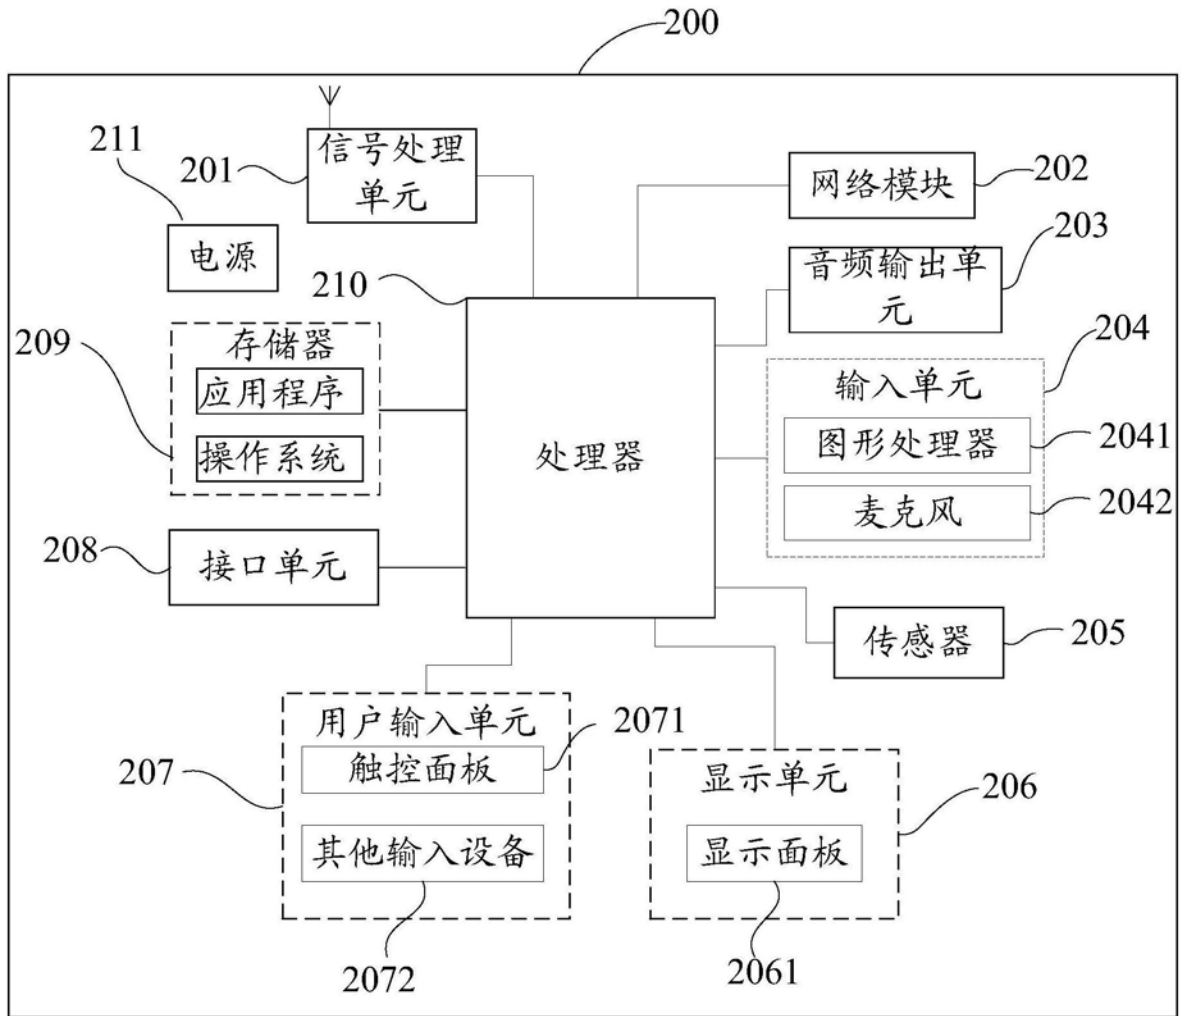 200
211
201
信号处理
单元
网络模块
202
电源
203
音频输出单
元
210
209
存储器
应用程序
操作系统
204
输入单元
图形处理器
2041
麦克风
2042
处理器
208
接口单元
传感器
205
用户输入单元
2071
触控面板
207
其他输入设备
2072
显示单元
206
显示面板
2061